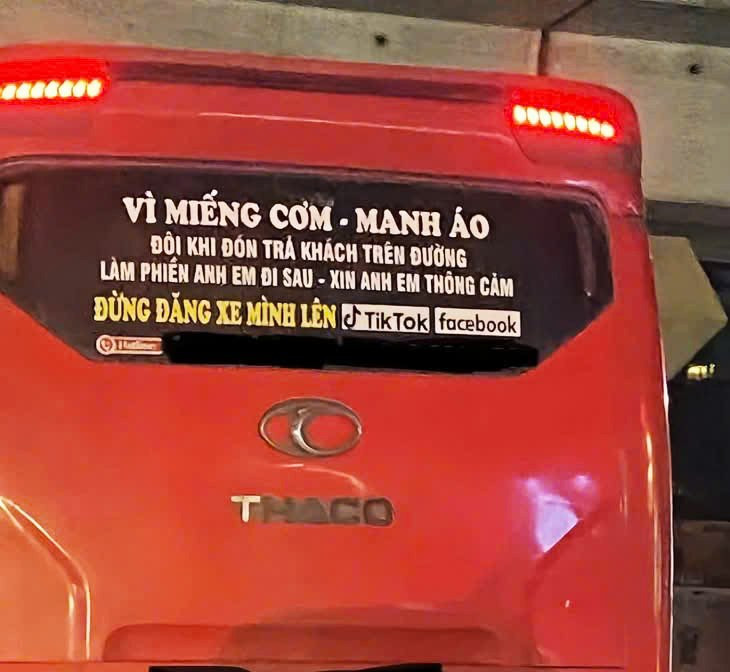 VÌ MIẾNG CƠM - MANH ÁO
ĐÔI KHI ĐÓN TRẢ KHÁCH TRÊN ĐƯỜNG
LÀM PHIỀN ANH EM ĐI SAU - XIN ANH EM THÔNG CẢM
ĐỪNG ĐĂNG XE MÌNH LÊN TikTok facebook
Hotline:
THACO